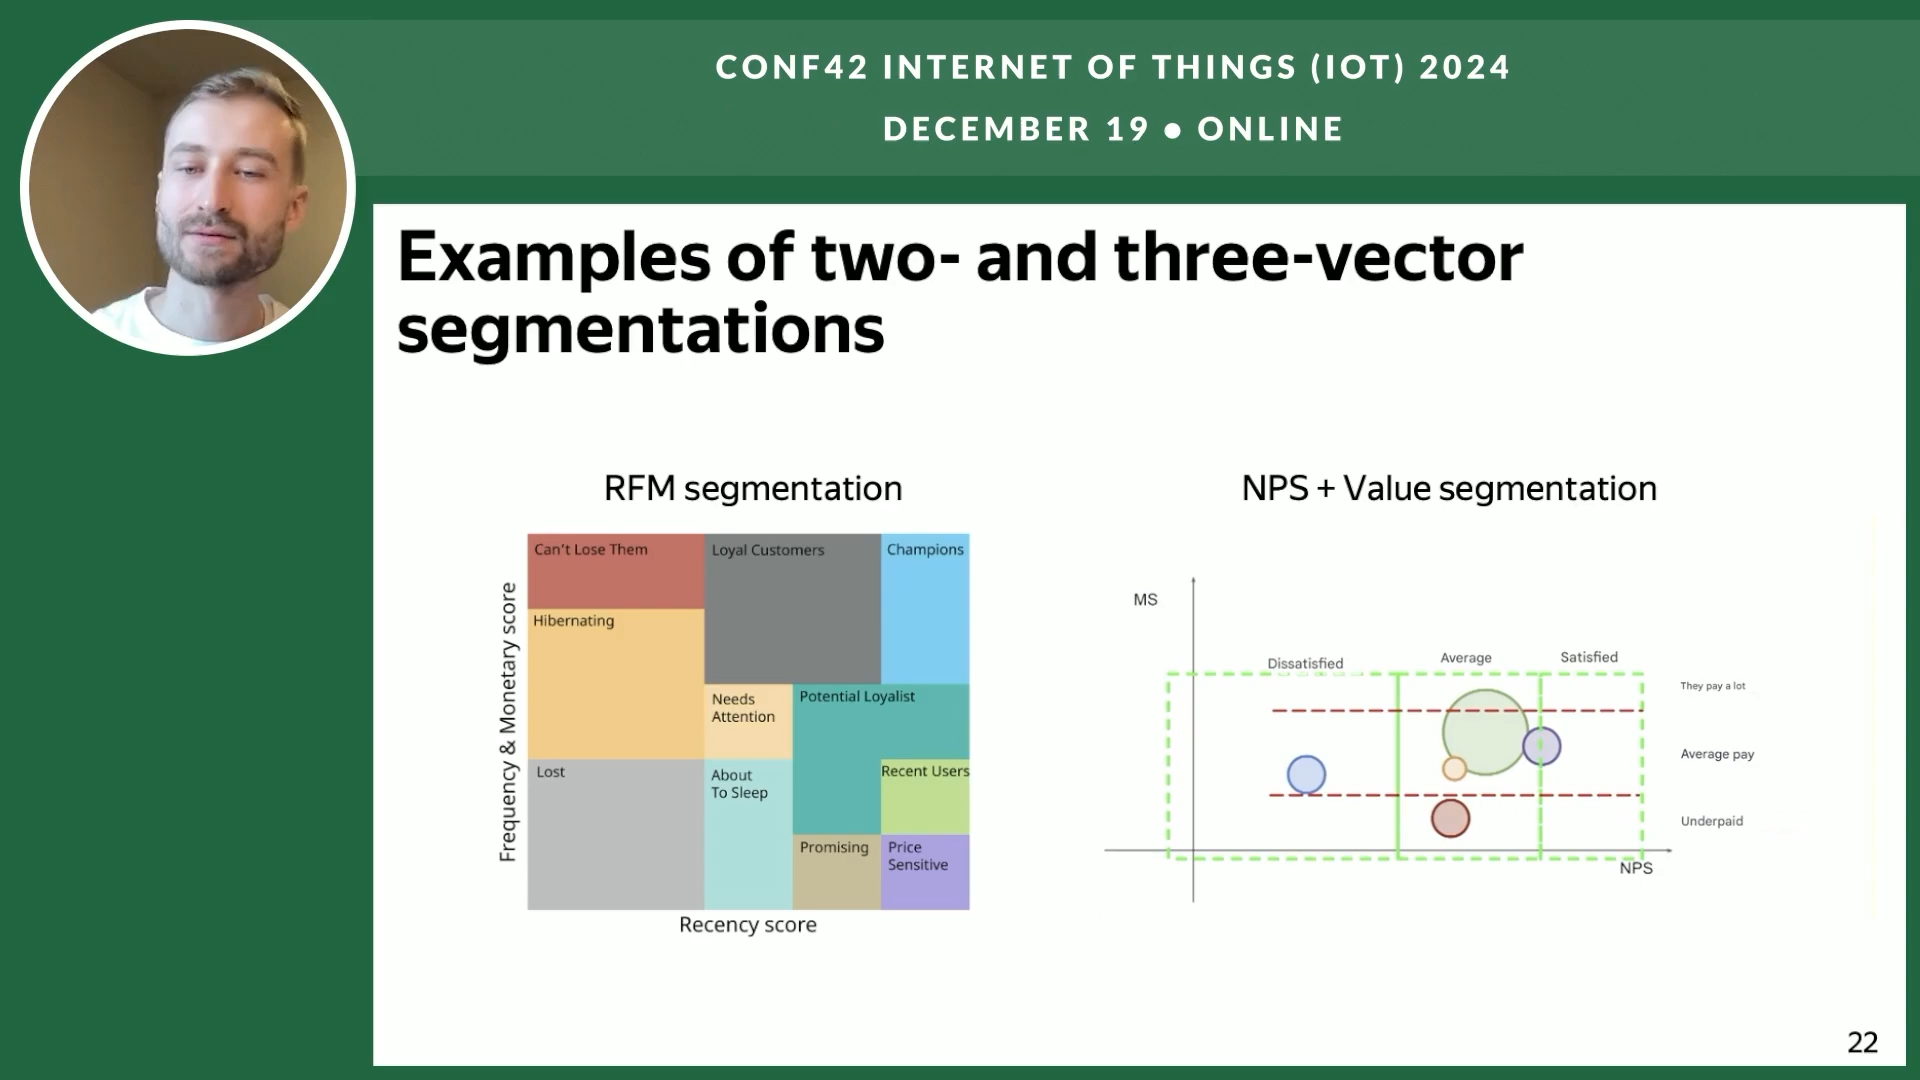 CONF42 INTERNET OF THINGS (IOT) 2024
DECEMBER 19 ● ONLINE
Examples of two- and three-vector
segmentations
RFM segmentation
Can't Lose Them
Loyal Customers
Champions
Hibernating
Needs
Attention
Potential Loyalist
Lost
About
To Sleep
Recent Users
Promising
Price
Sensitive
Frequency & Monetary score
Recency score
NPS + Value segmentation
MS
Dissatisfied
Average
Satisfied
They pay a lot
Average pay
Underpaid
NPS
22